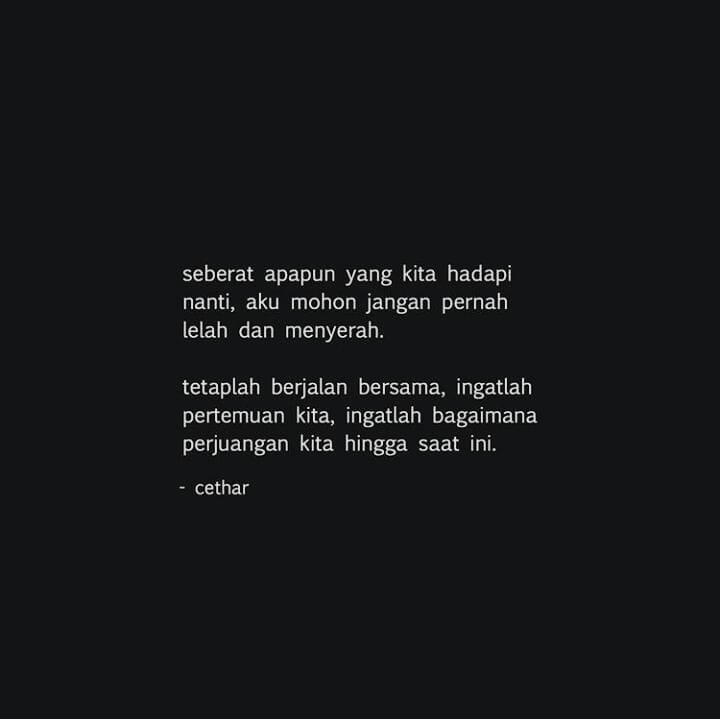 seberat apapun yang kita hadapi
nanti, aku mohon jangan pernah
lelah dan menyerah.
tetaplah berjalan bersama, ingatlah
pertemuan kita, ingatlah bagaimana
perjuangan kita hingga saat ini.
- cethar